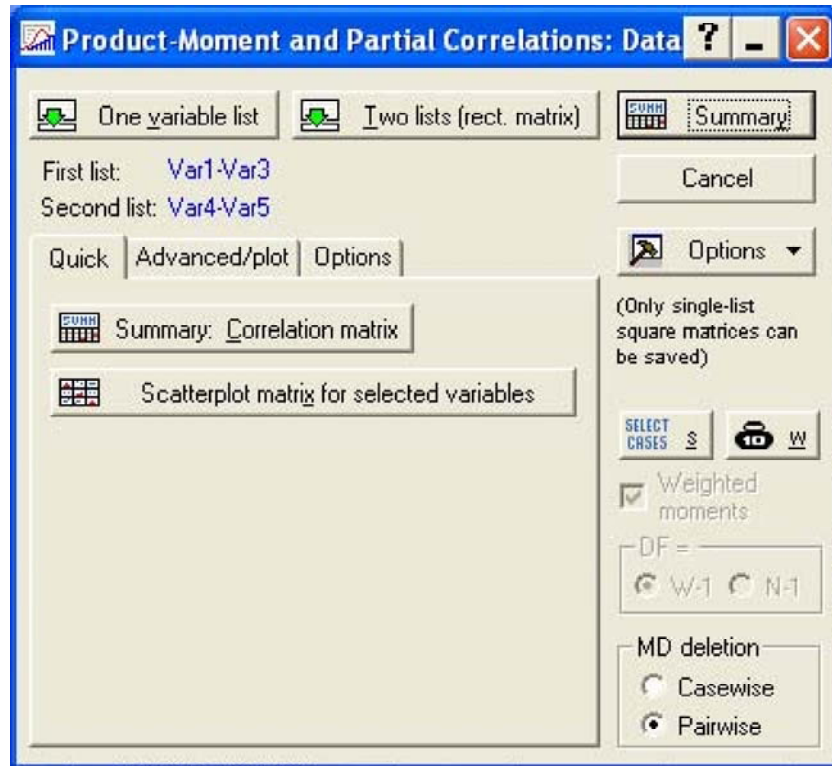 Product-Moment and Partial Correlations: Data
One variable list
Two lists (rect. matrix)
Summary
First list: Var1-Var3
Second list: Var4-Var5
Cancel
Quick
Advanced/plot
Options
Options
(Only single-list
square matrices can
be saved)
Summary: Correlation matrix
Scatterplot matrix for selected variables
SELECT
CASES S
W
Weighted
moments
DF =
W-1 N-1
MD deletion
Casewise
Pairwise